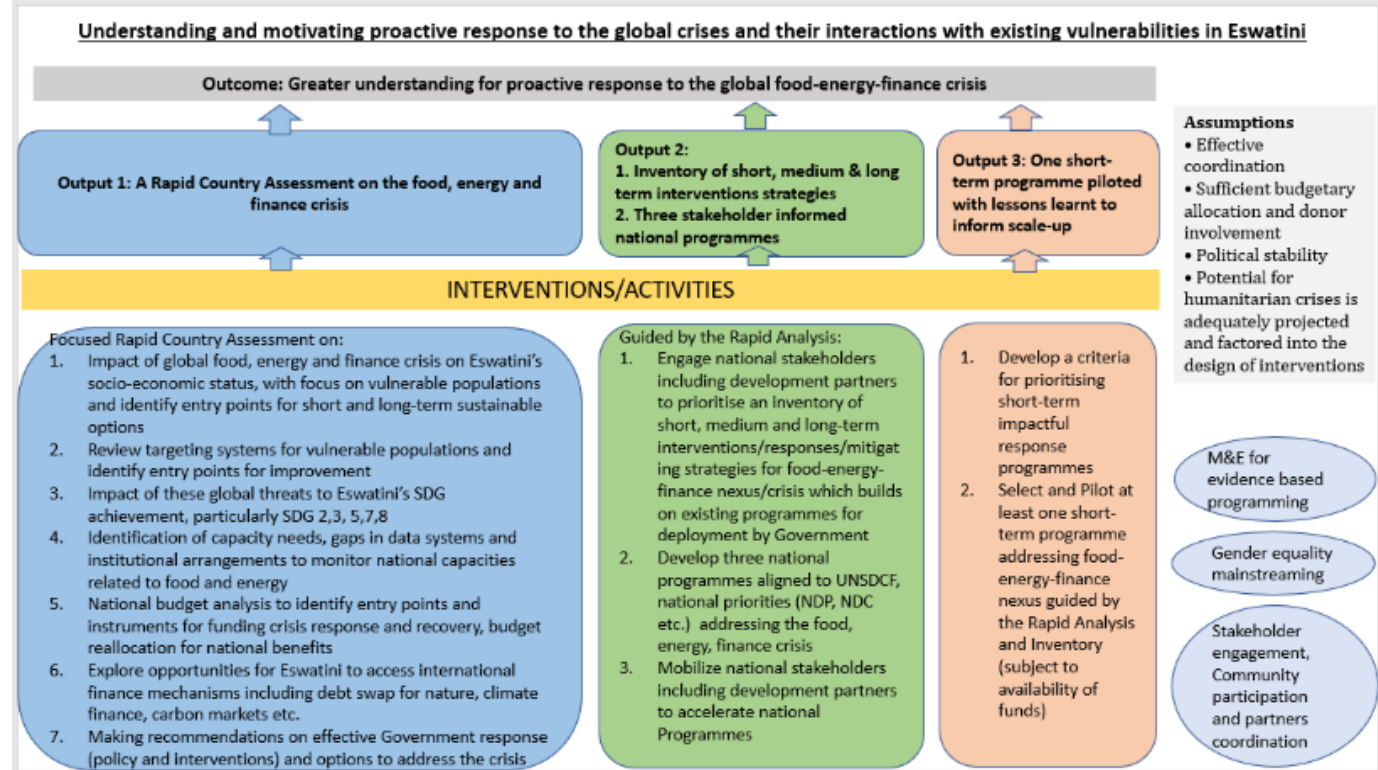 Understanding and motivating proactive response to the global crises and their interactions with existing vulnerabilities in Eswatini
Outcome: Greater understanding for proactive response to the global food-energy-finance crisis
Output 1: A Rapid Country Assessment on the food, energy and
finance crisis
Output 2:
1. Inventory of short, medium & long
term interventions strategies
2. Three stakeholder informed
national programmes
Output 3: One short-
term programme piloted
with lessons learnt to
inform scale-up
Assumptions
• Effective
coordination
• Sufficient budgetary
allocation and donor
involvement
• Political stability
• Potential for
humanitarian crises is
adequately projected
and factored into the
design of interventions
INTERVENTIONS/ACTIVITIES
Focused Rapid Country Assessment on:
1. Impact of global food, energy and finance crisis on Eswatini's
socio-economic status, with focus on vulnerable populations
and identify entry points for short and long-term sustainable
options
2. Review targeting systems for vulnerable populations and
identify entry points for improvement
3. Impact of these global threats to Eswatini's SDG
achievement, particularly SDG 2,3, 5,7,8
4. Identification of capacity needs, gaps in data systems and
institutional arrangements to monitor national capacities
related to food and energy
5. National budget analysis to identify entry points and
instruments for funding crisis response and recovery, budget
reallocation for national benefits
6. Explore opportunities for Eswatini to access international
finance mechanisms including debt swap for nature, climate
finance, carbon markets etc.
7. Making recommendations on effective Government response
(policy and interventions) and options to address the crisis
Guided by the Rapid Analysis:
1. Engage national stakeholders
including development partners
to prioritise an inventory of
short, medium and long-term
interventions/responses/mitigat
ing strategies for food-energy-
finance nexus/crisis which builds
on existing programmes for
deployment by Government
2. Develop three national
programmes aligned to UNSDCF,
national priorities (NDP, NDC
etc.) addressing the food,
energy, finance crisis
3. Mobilize national stakeholders
including development partners
to accelerate national
Programmes
1. Develop a criteria
for prioritising
short-term
impactful
response
programmes
2. Select and Pilot at
least one short-
term programme
addressing food-
energy-finance
nexus guided by
the Rapid Analysis
and Inventory
(subject to
availability of
funds)
M&E for
evidence based
programming
Gender equality
mainstreaming
Stakeholder
engagement,
Community
participation
and partners
coordination